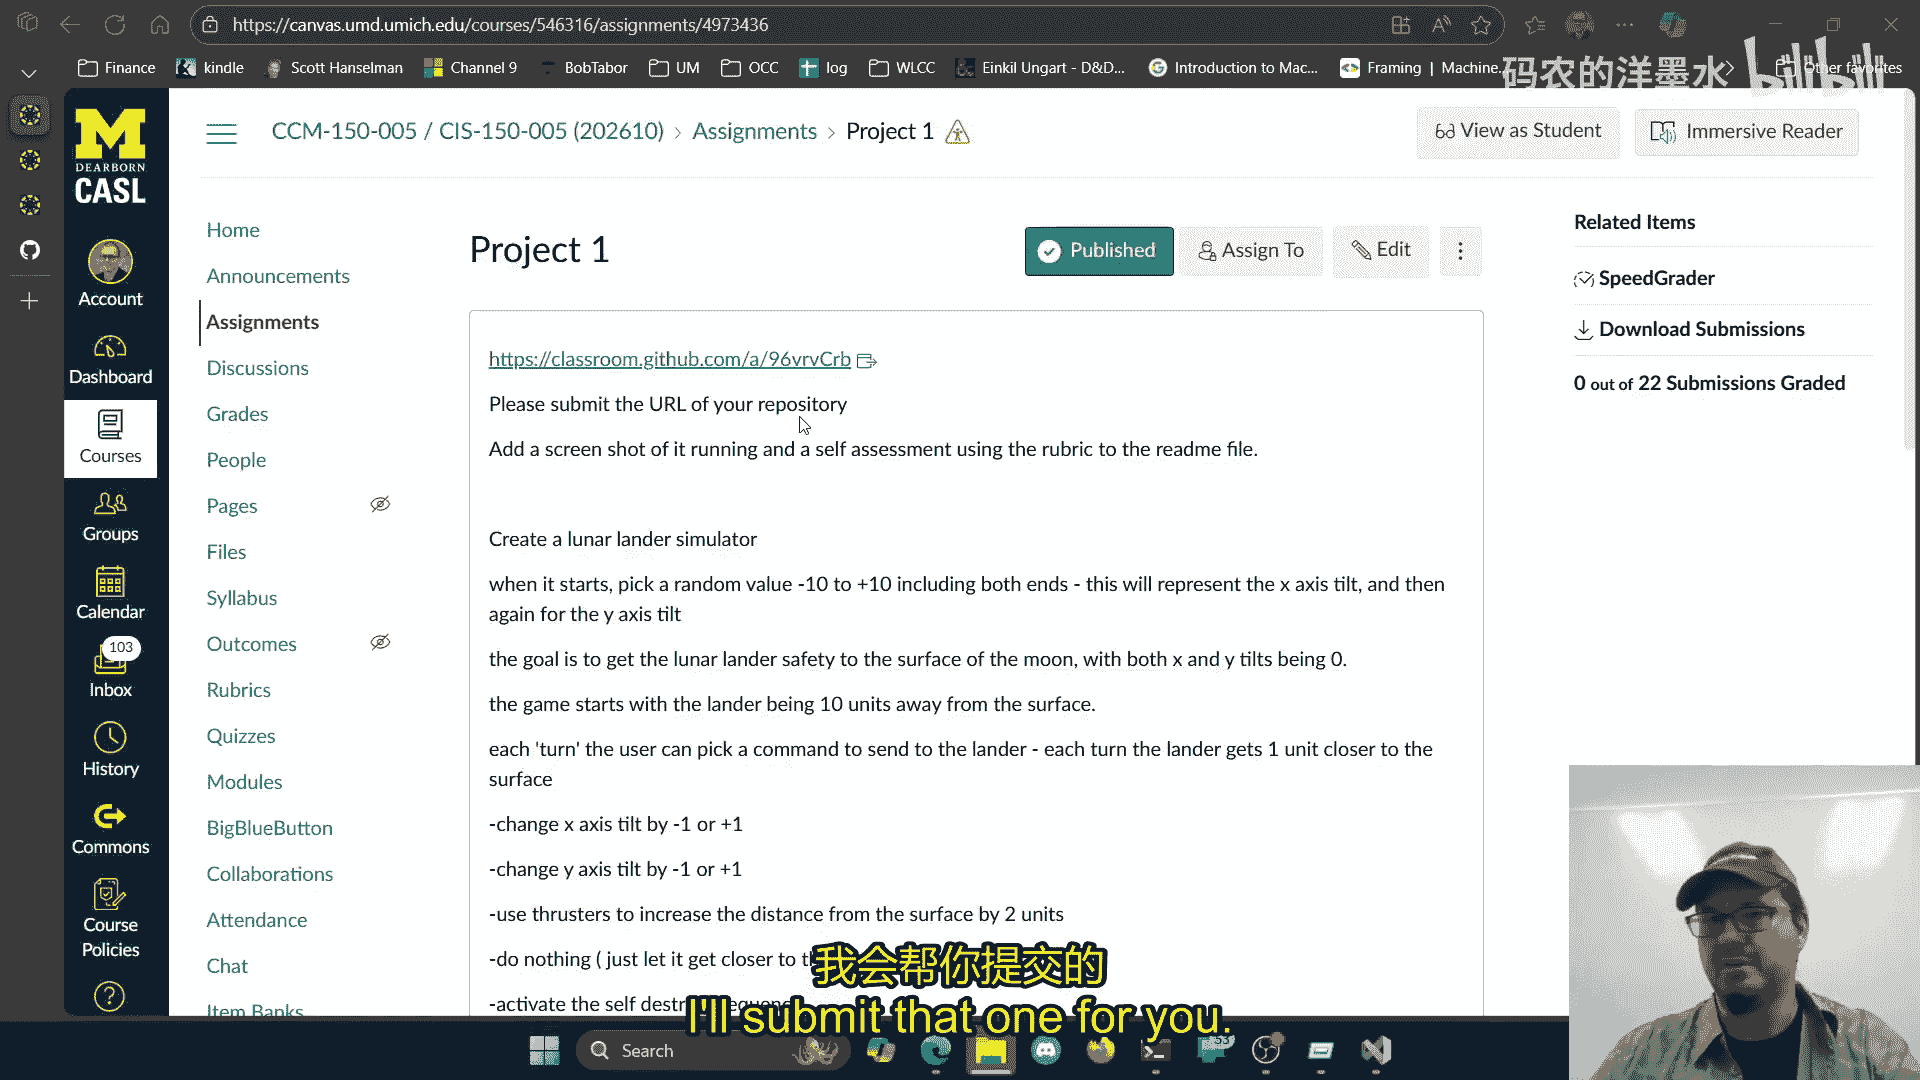 https://canvas.umd.umich.edu/courses/546316/assignments/4973436
Finance
kindle
Scott Hanselman
Channel 9
BobTabor
UM
OCC
log
WLCC
Einkil Ungart - D&D...
Introduction to Mac...
Framing | Machine...
Other favorites
码农的洋墨水
bilibili
M
DEARBORN
CASL
CCM-150-005 / CIS-150-005 (202610) › Assignments › Project 1
View as Student
Immersive Reader
Account
Dashboard
Courses
Groups
Calendar
103
Inbox
History
Commons
Course
Policies
Home
Announcements
Assignments
Discussions
Grades
People
Pages
Files
Syllabus
Outcomes
Rubrics
Quizzes
Modules
BigBlueButton
Collaborations
Attendance
Chat
Item Banks
Project 1
Published
Assign To
Edit
https://classroom.github.com/a/96vrvCrb
Please submit the URL of your repository
Add a screen shot of it running and a self assessment using the rubric to the readme file.
Create a lunar lander simulator
when it starts, pick a random value -10 to +10 including both ends - this will represent the x axis tilt, and then
again for the y axis tilt
the goal is to get the lunar lander safety to the surface of the moon, with both x and y tilts being 0.
the game starts with the lander being 10 units away from the surface.
each 'turn' the user can pick a command to send to the lander - each turn the lander gets 1 unit closer to the
surface
-change x axis tilt by -1 or +1
-change y axis tilt by -1 or +1
-use thrusters to increase the distance from the surface by 2 units
-do nothing ( just let it get closer to
-activate the self
Related Items
SpeedGrader
Download Submissions
0 out of 22 Submissions Graded
我会帮你提交的
I'll submit that one for you.
Search
53